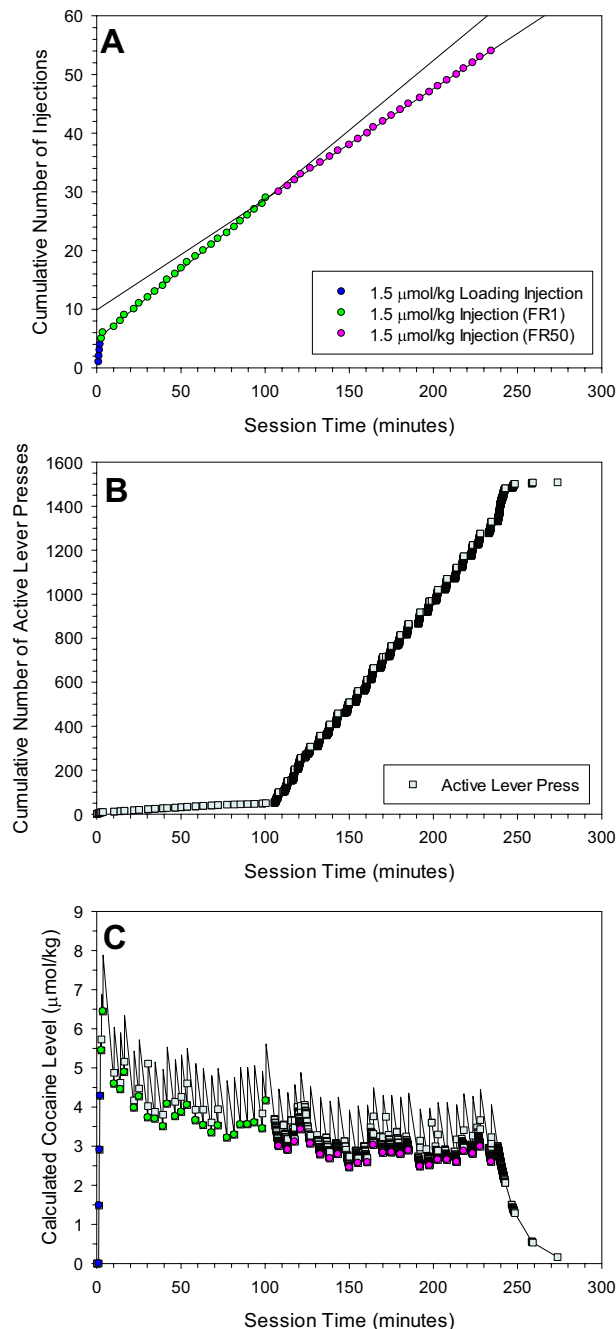 A
60
50
40
30
20
10
0
Cumulative Number of Injections
1.5 μmol/kg Loading Injection
1.5 μmol/kg Injection (FR1)
1.5 μmol/kg Injection (FR50)
0 50 100 150 200 250 300
Session Time (minutes)
B
1600
1400
1200
1000
800
600
400
200
0
Cumulative Number of Active Lever Presses
Active Lever Press
0 50 100 150 200 250 300
Session Time (minutes)
C
9
8
7
6
5
4
3
2
1
0
Calculated Cocaine Level (μmol/kg)
0 50 100 150 200 250 300
Session Time (minutes)